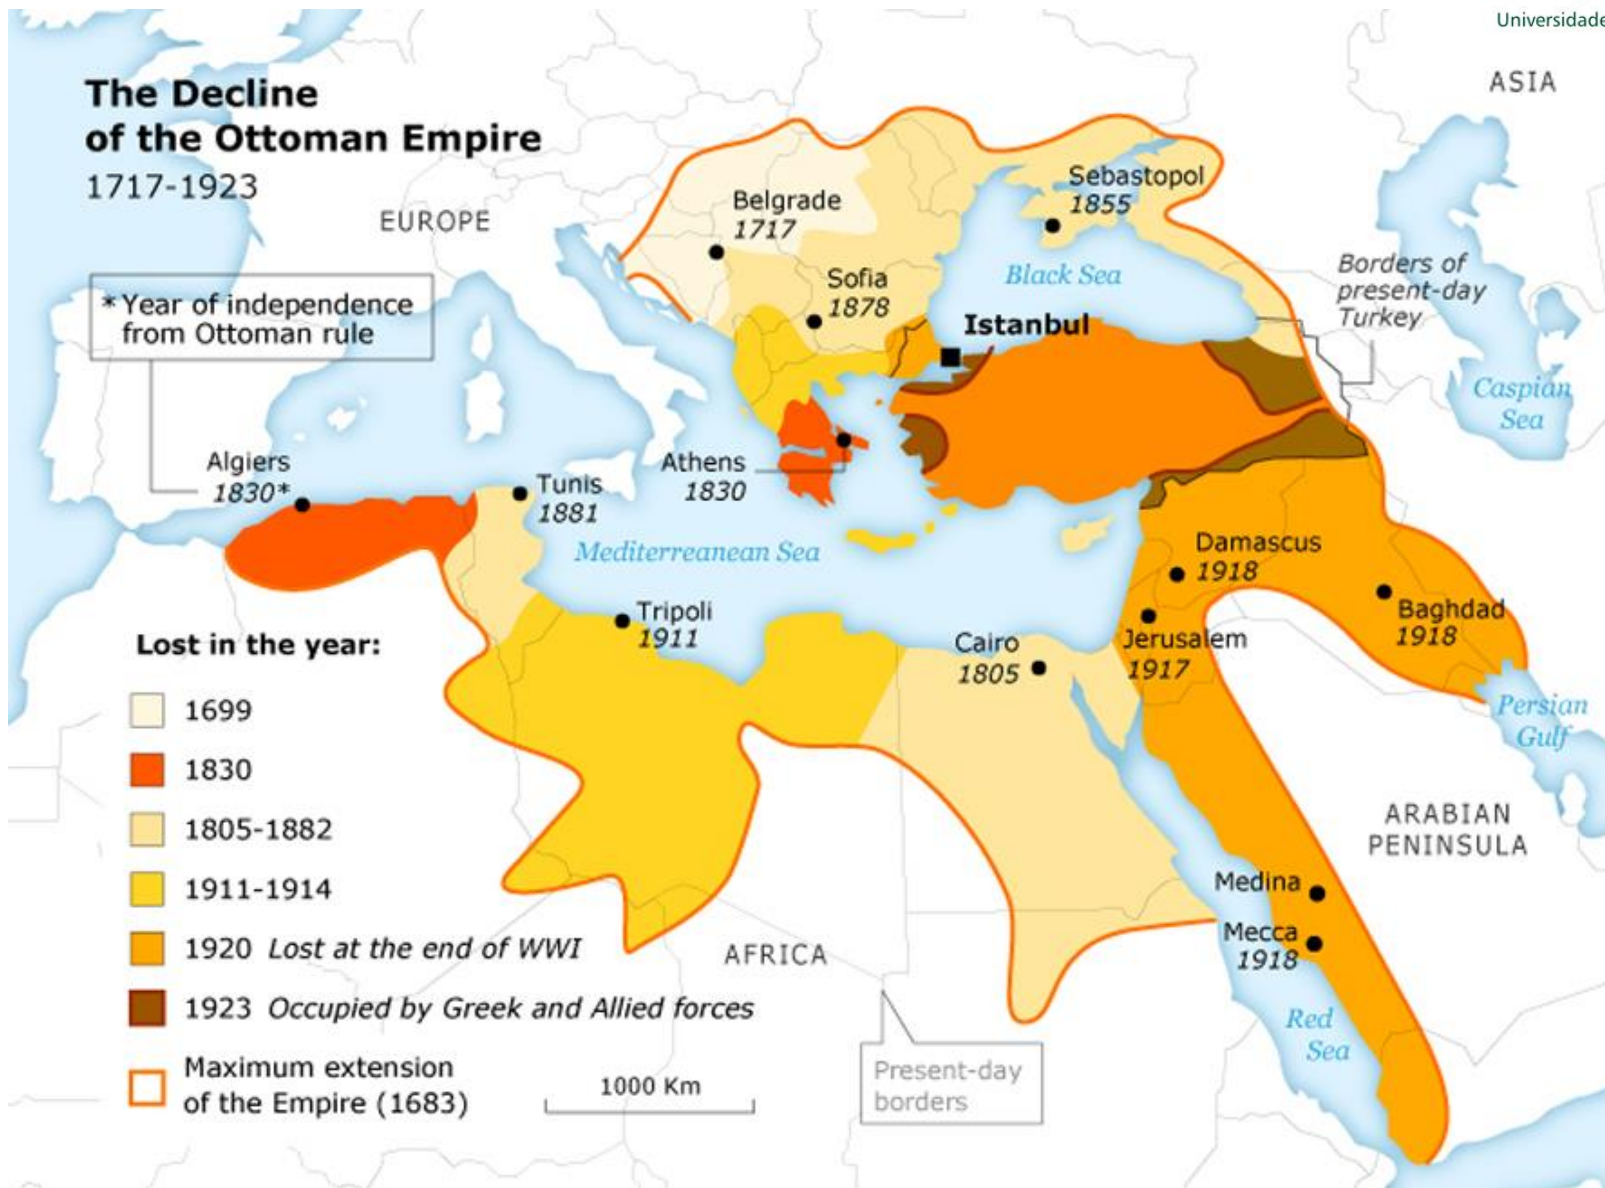 Universidade
The Decline
of the Ottoman Empire
1717-1923
ASIA
EUROPE
* Year of independence
from Ottoman rule
Belgrade
1717
Sebastopol
1855
Sofia
1878
Black Sea
Borders of
present-day
Turkey
Istanbul
Caspian
Sea
Algiers
1830*
Tunis
1881
Athens
1830
Mediterranean Sea
Damascus
1918
Baghdad
1918
Tripoli
1911
Cairo
1805
Jerusalem
1917
Persian
Gulf
ARABIAN
PENINSULA
Medina
Mecca
1918
Red
Sea
AFRICA
Present-day
borders
Lost in the year:
1699
1830
1805-1882
1911-1914
1920 Lost at the end of WWI
1923 Occupied by Greek and Allied forces
Maximum extension
of the Empire (1683)
1000 Km